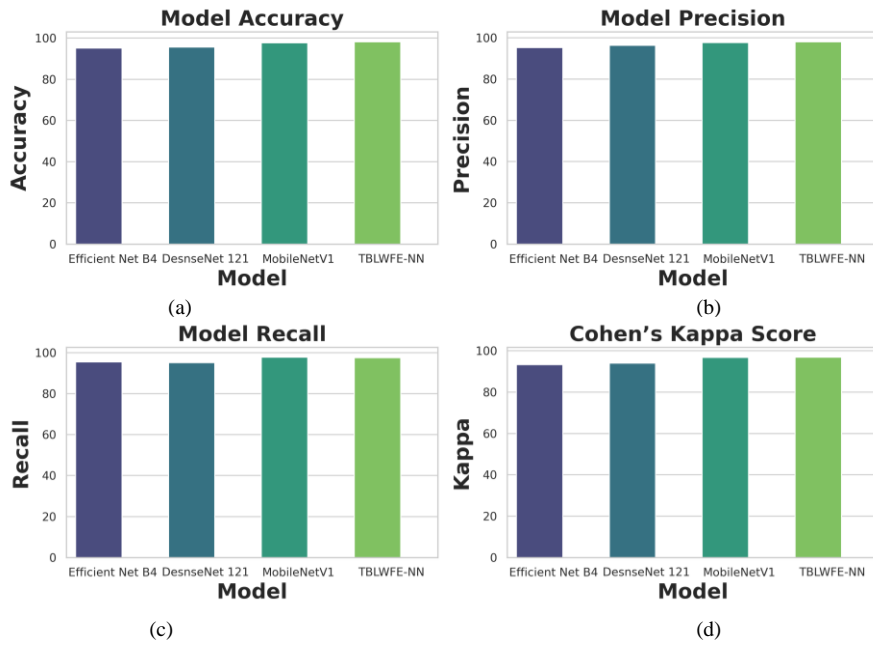 Model Accuracy
Accuracy
100
80
60
40
20
0
Efficient Net B4 DesnseNet 121 MobileNetV1 TBLWFE-NN
Model
(a)
Model Precision
Precision
100
80
60
40
20
0
Efficient Net B4 DesnseNet 121 MobileNetV1 TBLWFE-NN
Model
(b)
Model Recall
Recall
100
80
60
40
20
0
Efficient Net B4 DesnseNet 121 MobileNetV1 TBLWFE-NN
Model
(c)
Cohen’s Kappa Score
Kappa
100
80
60
40
20
0
Efficient Net B4 DesnseNet 121 MobileNetV1 TBLWFE-NN
Model
(d)